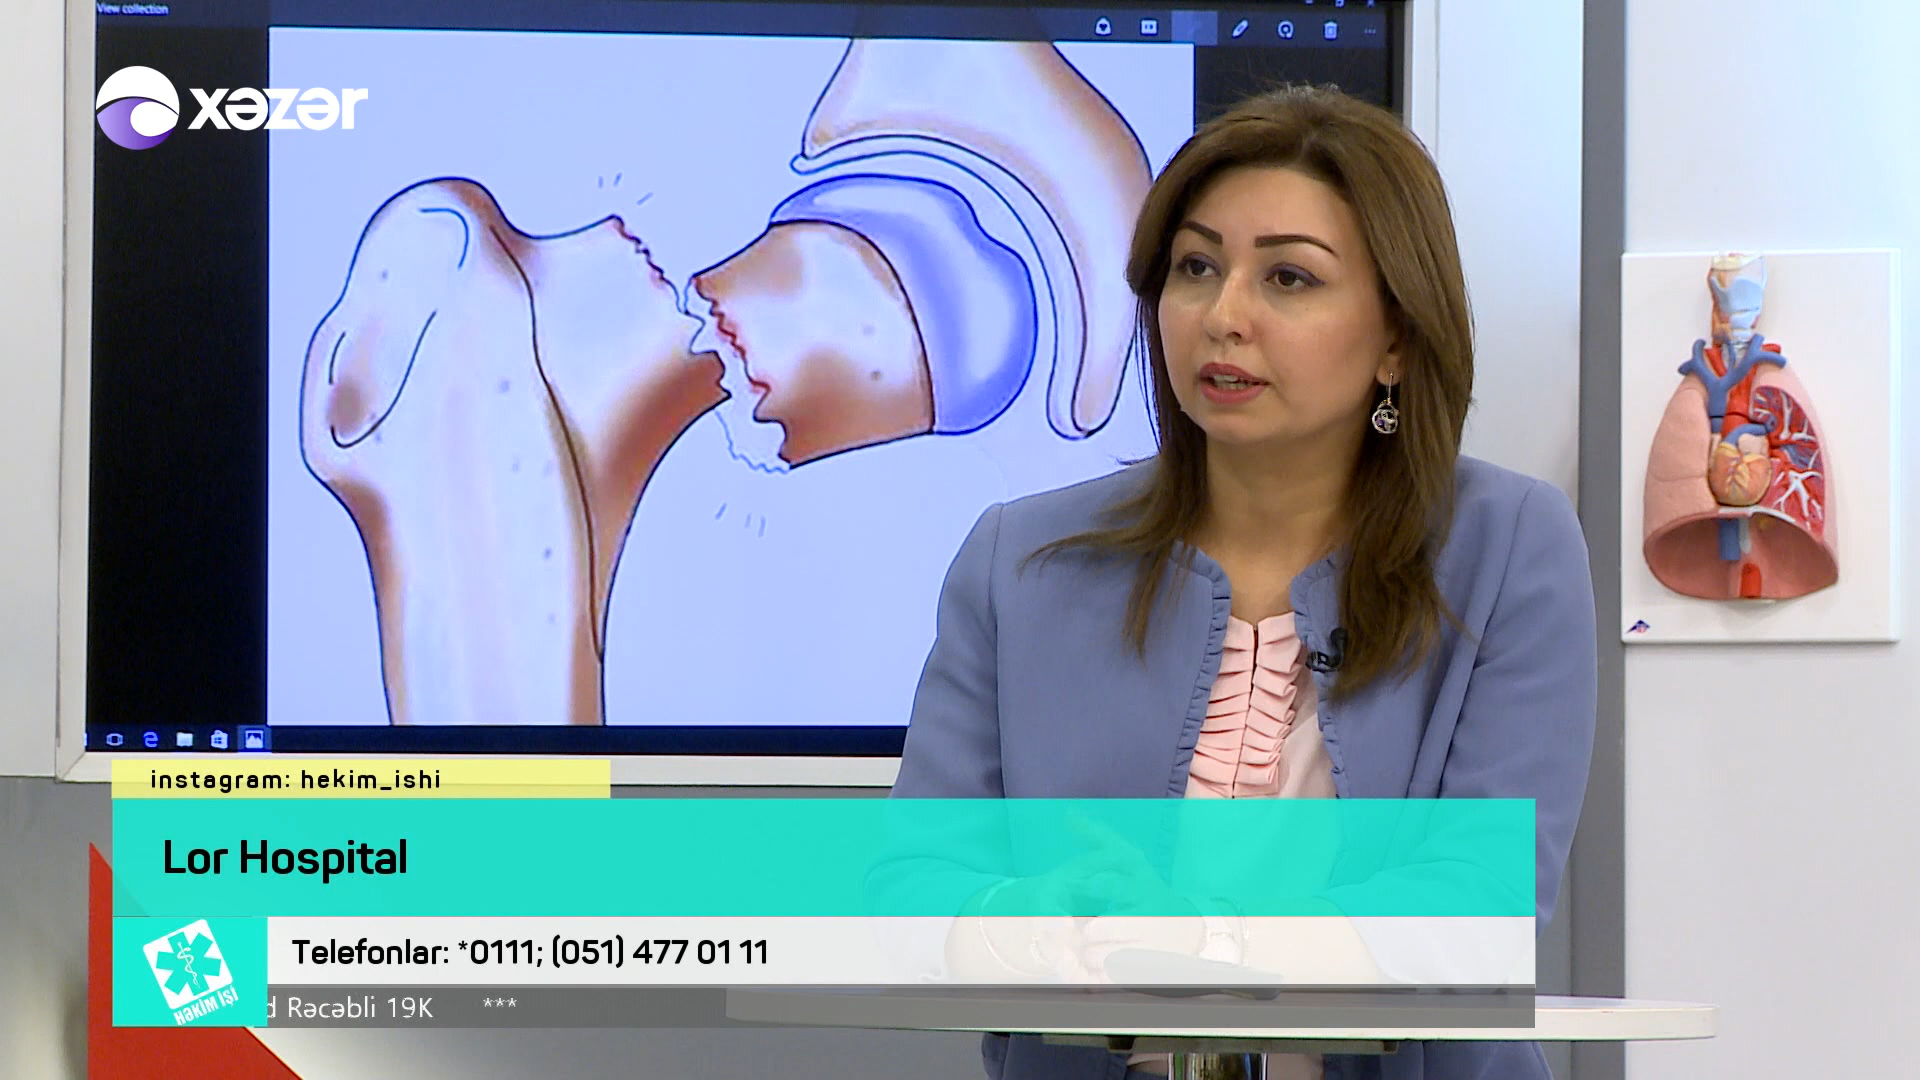 View collection
xəzər
instagram: hekim_ishi
Lor Hospital
Telefonlar: *0111; (051) 477 01 11
HƏKİM İŞİ
d Rəcəbli 19K ***